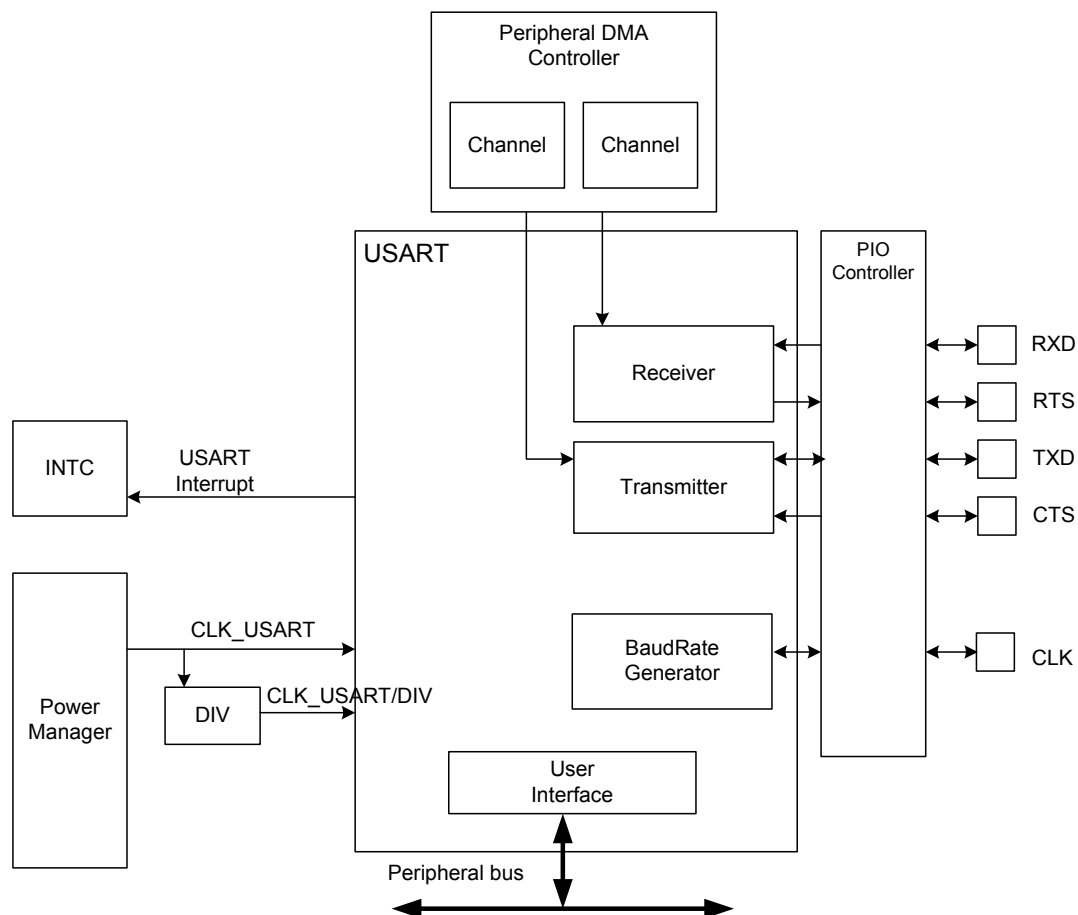 Peripheral DMA
Controller
Channel
Channel
USART
PIO
Controller
Receiver
RXD
RTS
INTC
USART
Interrupt
Transmitter
TXD
CTS
CLK_USART
BaudRate
Generator
CLK
Power
Manager
DIV
CLK_USART/DIV
User
Interface
Peripheral bus